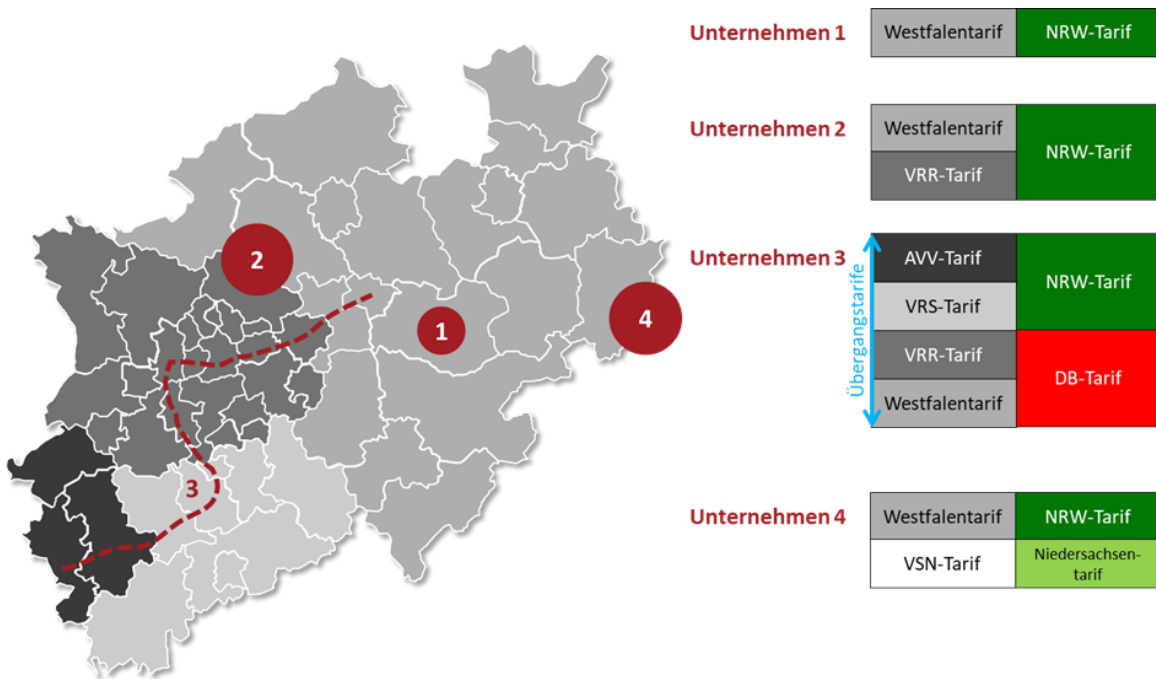 Unternehmen 1
Westfalentarif
NRW-Tarif
Unternehmen 2
Westfalentarif
NRW-Tarif
VRR-Tarif
Unternehmen 3
Übergangstarife
AVV-Tarif
NRW-Tarif
VRS-Tarif
VRR-Tarif
DB-Tarif
Westfalentarif
Unternehmen 4
Westfalentarif
NRW-Tarif
VSN-Tarif
Niedersachsen-
tarif
2
1
4
3